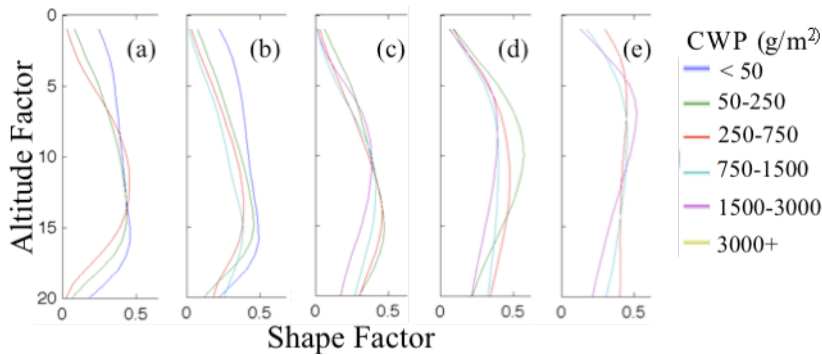 0
5
10
15
20
Altitude Factor
(a)
(b)
(c)
(d)
(e)
0 0.5
0 0.5
0 0.5
0 0.5
0 0.5
Shape Factor
CWP (g/m²)
< 50
50-250
250-750
750-1500
1500-3000
3000+